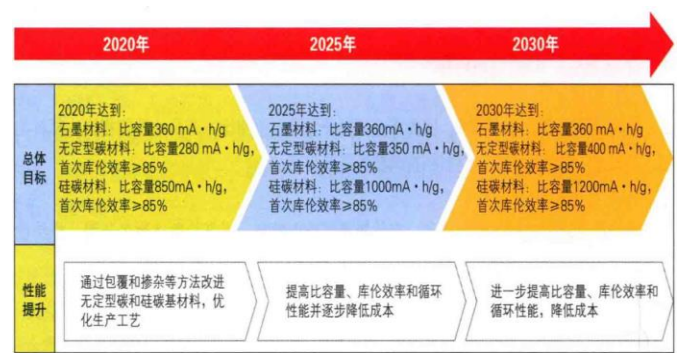 2020年
2025年
2030年
总体
目标
2020年达到:
石墨材料: 比容量360 mA·h/g
无定型碳材料: 比容量280 mA·h/g,
首次库伦效率≥85%
硅碳材料: 比容量850mA·h/g,
首次库伦效率≥85%
2025年达到:
石墨材料: 比容量360mA·h/g
无定型碳材料: 比容量350 mA·h/g,
首次库伦效率≥85%
硅碳材料: 比容量1000mA·h/g,
首次库伦效率≥85%
2030年达到:
石墨材料: 比容量360 mA·h/g
无定型碳材料: 比容量400 mA·h/g,
首次库伦效率≥85%
硅碳材料: 比容量1200mA·h/g,
首次库伦效率≥85%
性能
提升
通过包覆和掺杂等方法改进
无定型碳和硅碳基材料, 优
化生产工艺
提高比容量、库伦效率和循环
性能并逐步降低成本
进一步提高比容量、库伦效率和
循环性能, 降低成本